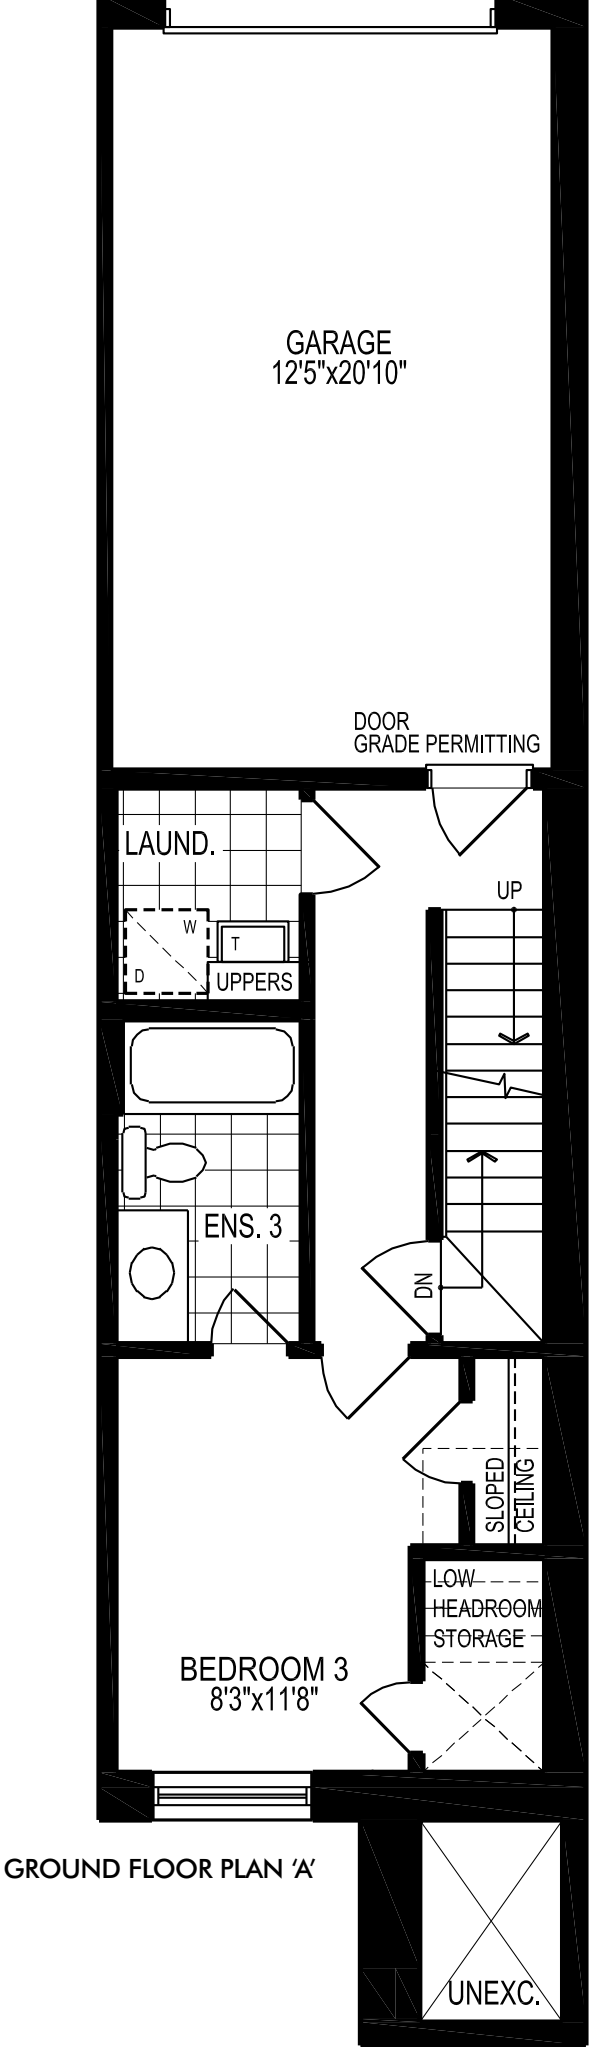 GARAGE
12'5"x20'10"
DOOR
GRADE PERMITTING
LAUND.
UP
W
T
D
UPPERS
ENS. 3
DN
SLOPED
CEILING
LOW
HEADROOM
STORAGE
BEDROOM 3
8'3"x11'8"
GROUND FLOOR PLAN ‘A’
UNEXC.